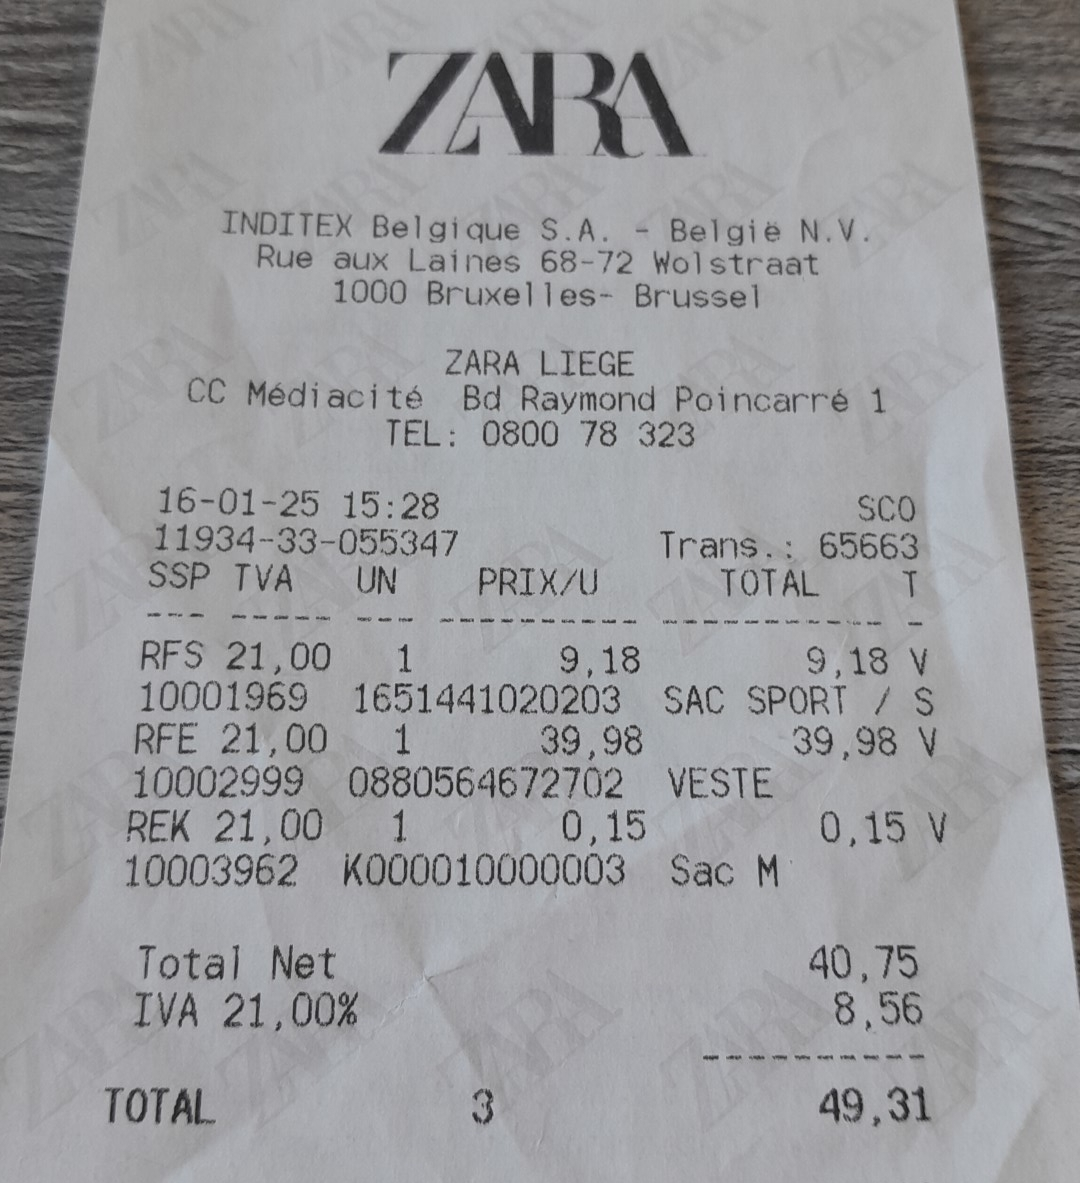 ZARA
INDITEX Belgique S.A. - België N.V.
Rue aux Laines 68-72 Wolstraat
1000 Bruxelles- Brussel
ZARA LIEGE
CC Médiacité Bd Raymond Poincarré 1
TEL: 0800 78 323
16-01-25 15:28 SCO
11934-33-055347 Trans.: 65663
SSP TVA UN PRIX/U TOTAL T
--- ----- --- ---------- ----------- -
RFS 21,00 1 9,18 9,18 V
10001969 1651441020203 SAC SPORT / S
RFE 21,00 1 39,98 39,98 V
10002999 0880564672702 VESTE
REK 21,00 1 0,15 0,15 V
10003962 K000010000003 Sac M
Total Net 40,75
IVA 21,00% 8,56
----------
TOTAL 3 49,31